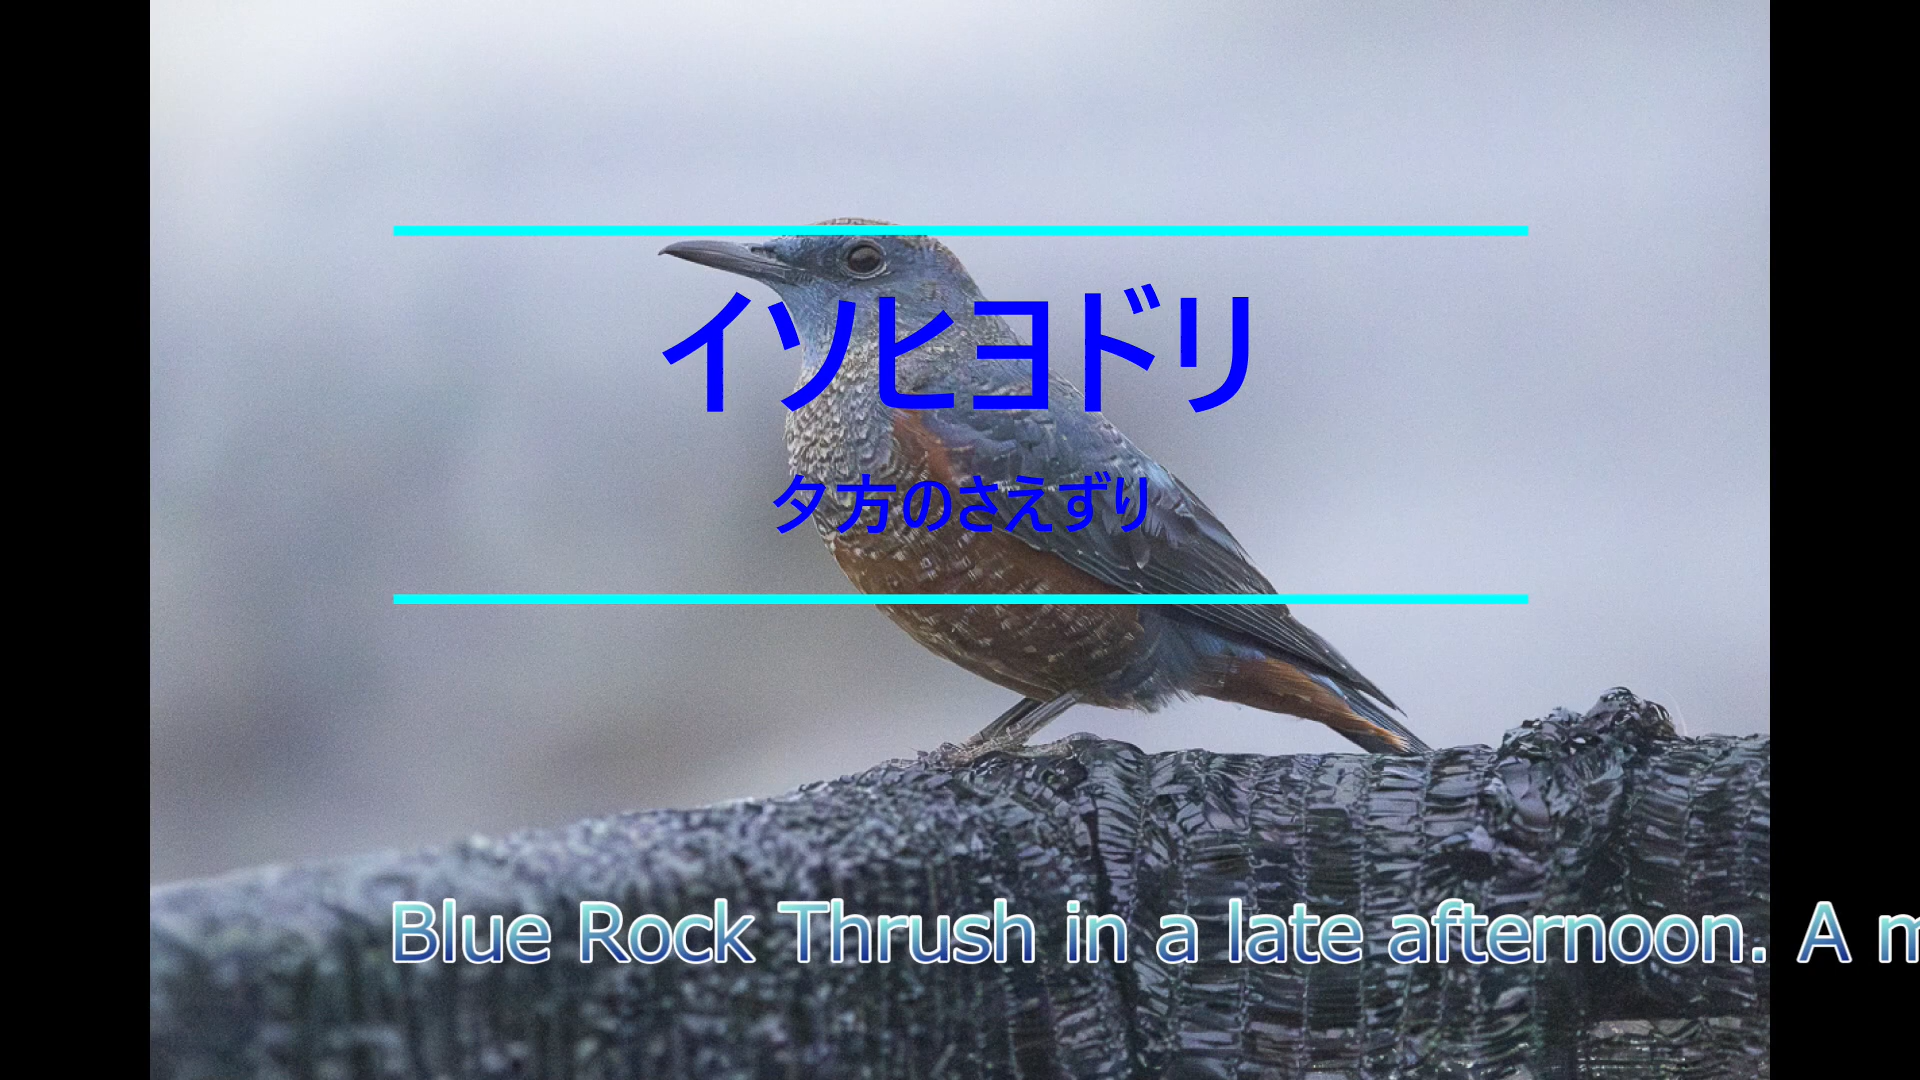 イソヒヨドリ
夕方のさえずり
Blue Rock Thrush in a late afternoon. A